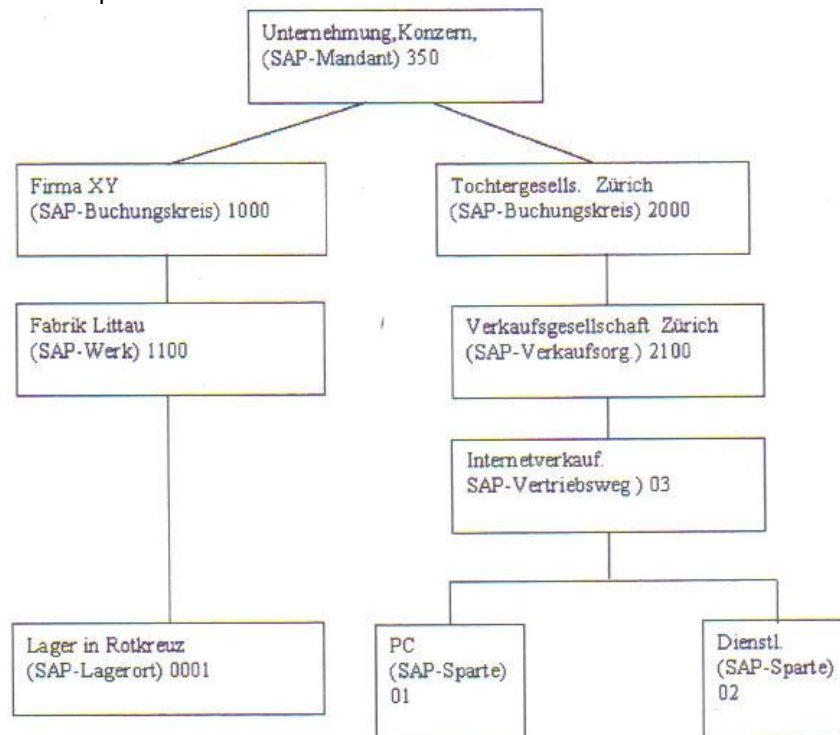 Unternehmung,Konzern,
(SAP-Mandant) 350
Firma XY
(SAP-Buchungskreis) 1000
Tochtergesells. Zürich
(SAP-Buchungskreis) 2000
Fabrik Littau
(SAP-Werk) 1100
Verkaufsgesellschaft Zürich
(SAP-Verkaufsorg.) 2100
Internetverkauf.
SAP-Vertriebsweg ) 03
Lager in Rotkreuz
(SAP-Lagerort) 0001
PC
(SAP-Sparte)
01
Dienstl.
(SAP-Sparte)
02